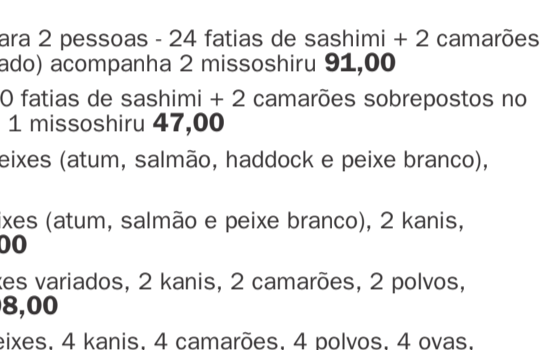 ara 2 pessoas - 24 fatias de sashimi + 2 camarões
ado) acompanha 2 missoshiru 91,00
0 fatias de sashimi + 2 camarões sobrepostos no
1 missoshiru 47,00
eixes (atum, salmão, haddock e peixe branco),
ixes (atum, salmão e peixe branco), 2 kanis,
00
es variados, 2 kanis, 2 camarões, 2 polvos,
8,00
eixes, 4 kanis, 4 camarões, 4 polvos, 4 ovas,